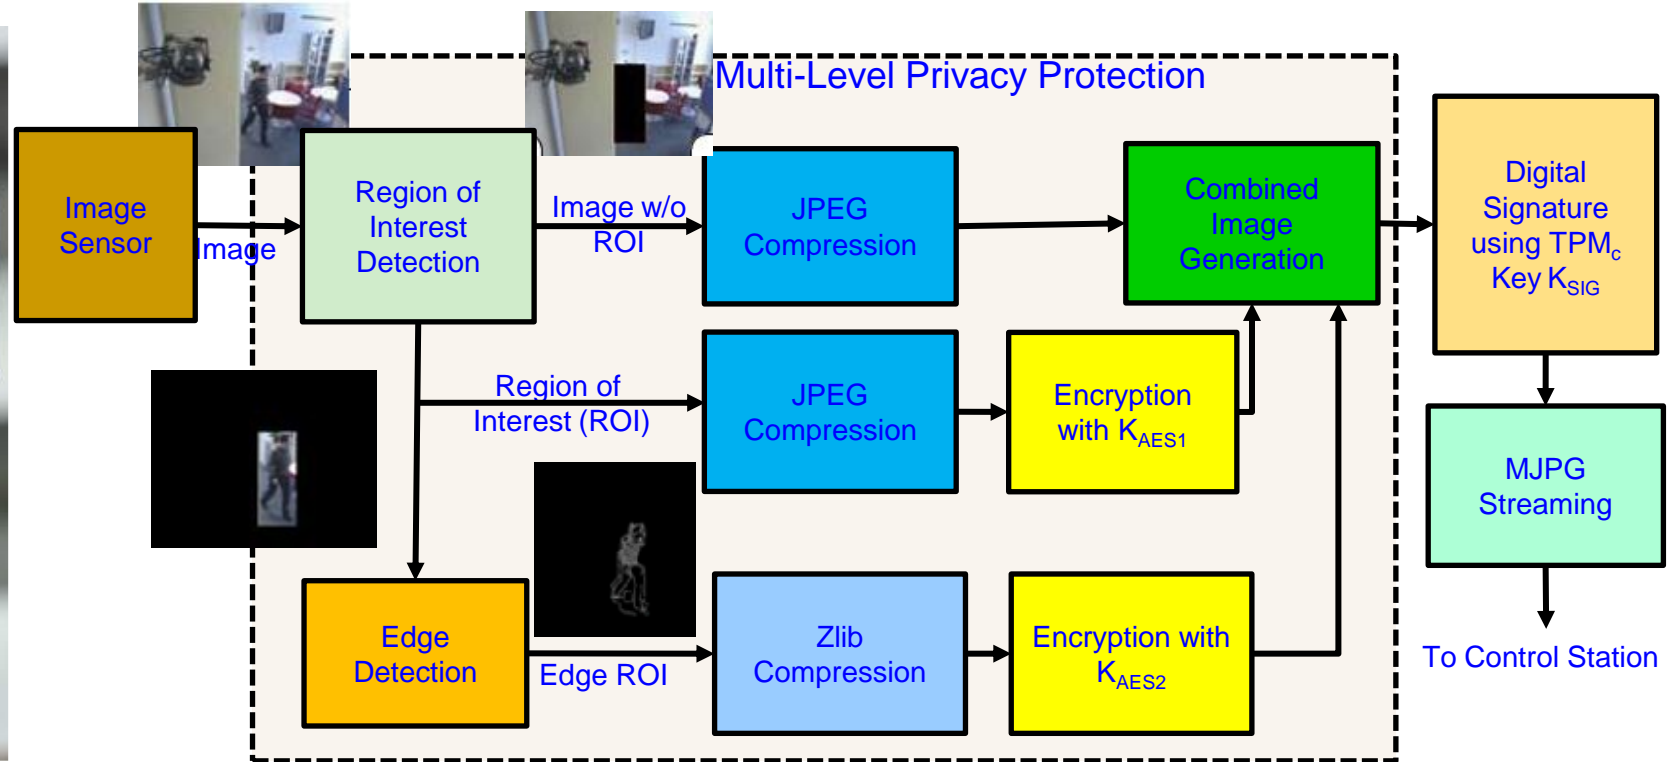 Multi-Level Privacy Protection
Image
Sensor
Image
Region of
Interest
Detection
Image w/o
ROI
JPEG
Compression
Combined
Image
Generation
Digital
Signature
using TPMc
Key KSIG
Region of
Interest (ROI)
JPEG
Compression
Encryption
with KAES1
MJPG
Streaming
Edge
Detection
Edge ROI
Zlib
Compression
Encryption with
KAES2
To Control Station